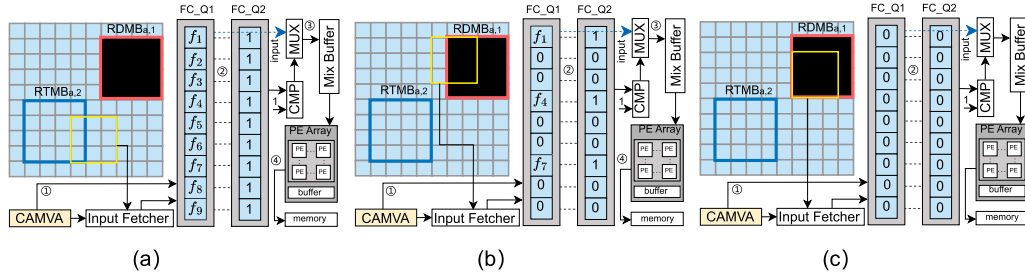 FC_Q1 FC_Q2
RDMBa,1
RTMBa,2
f1 1
f2 1
f3 1
f4 1
f5 1
f6 1
f7 1
f8 1
f9 1
①
②
③
④
input
MUX
1
CMP
Mix Buffer
PE Array
PE PE
PE PE
buffer
memory
CAMVA
Input Fetcher
(a)
FC_Q1 FC_Q2
RDMBa,1
RTMBa,2
f1 1
0 0
0 0
f4 1
0 0
0 0
f7 1
0 0
0 0
①
②
③
④
input
MUX
1
CMP
Mix Buffer
PE Array
PE PE
PE PE
buffer
memory
CAMVA
Input Fetcher
(b)
FC_Q1 FC_Q2
RDMBa,1
RTMBa,2
0 0
0 0
0 0
0 0
0 0
0 0
0 0
0 0
0 0
①
②
input
MUX
1
CMP
Mix Buffer
PE Array
PE PE
PE PE
buffer
memory
CAMVA
Input Fetcher
(c)